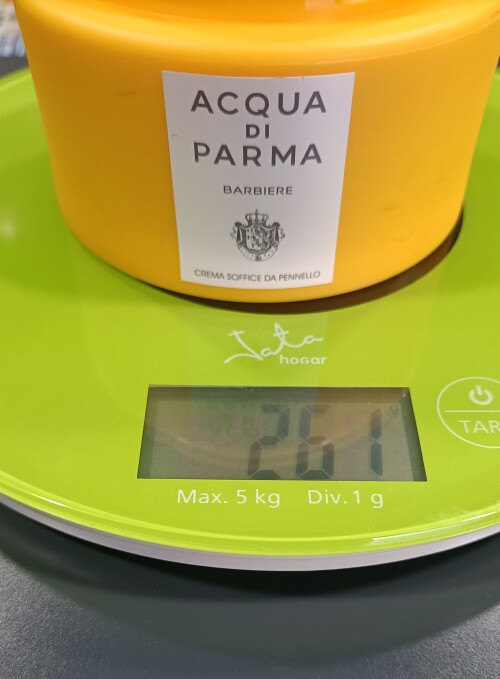 ACQUA
DI
PARMA
BARBIERE
CREMA SOFFICE DA PENNELLO
Jata
hogar
261
TAR
Max. 5 kg Div. 1 g